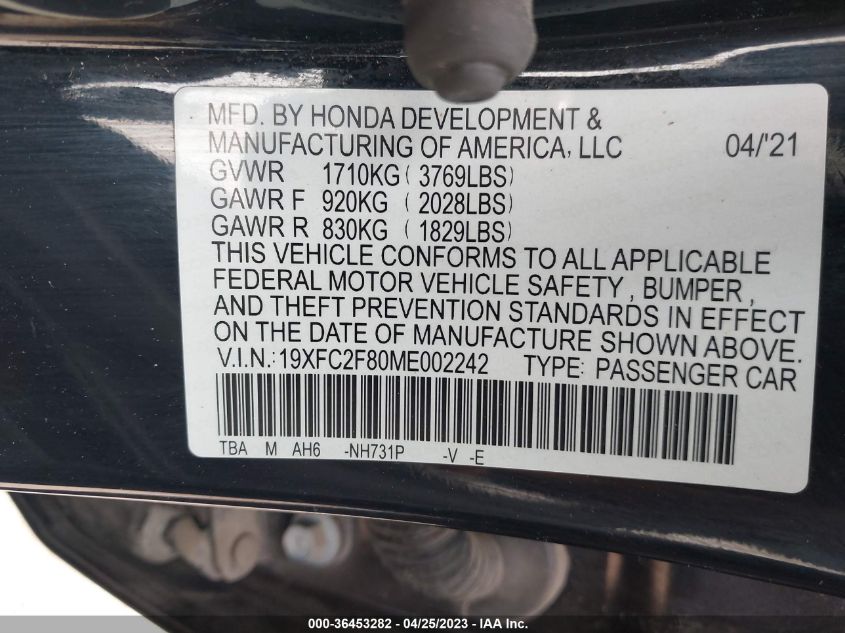 MFD. BY HONDA DEVELOPMENT &
MANUFACTURING OF AMERICA, LLC 04/'21
GVWR 1710KG ( 3769LBS)
GAWR F 920KG ( 2028LBS)
GAWR R 830KG ( 1829LBS)
THIS VEHICLE CONFORMS TO ALL APPLICABLE
FEDERAL MOTOR VEHICLE SAFETY, BUMPER,
AND THEFT PREVENTION STANDARDS IN EFFECT
ON THE DATE OF MANUFACTURE SHOWN ABOVE.
V.I.N.: 19XFC2F80ME002242 TYPE: PASSENGER CAR
TBA M AH6 -NH731P -V -E
000-36453282 - 04/25/2023 - IAA Inc.